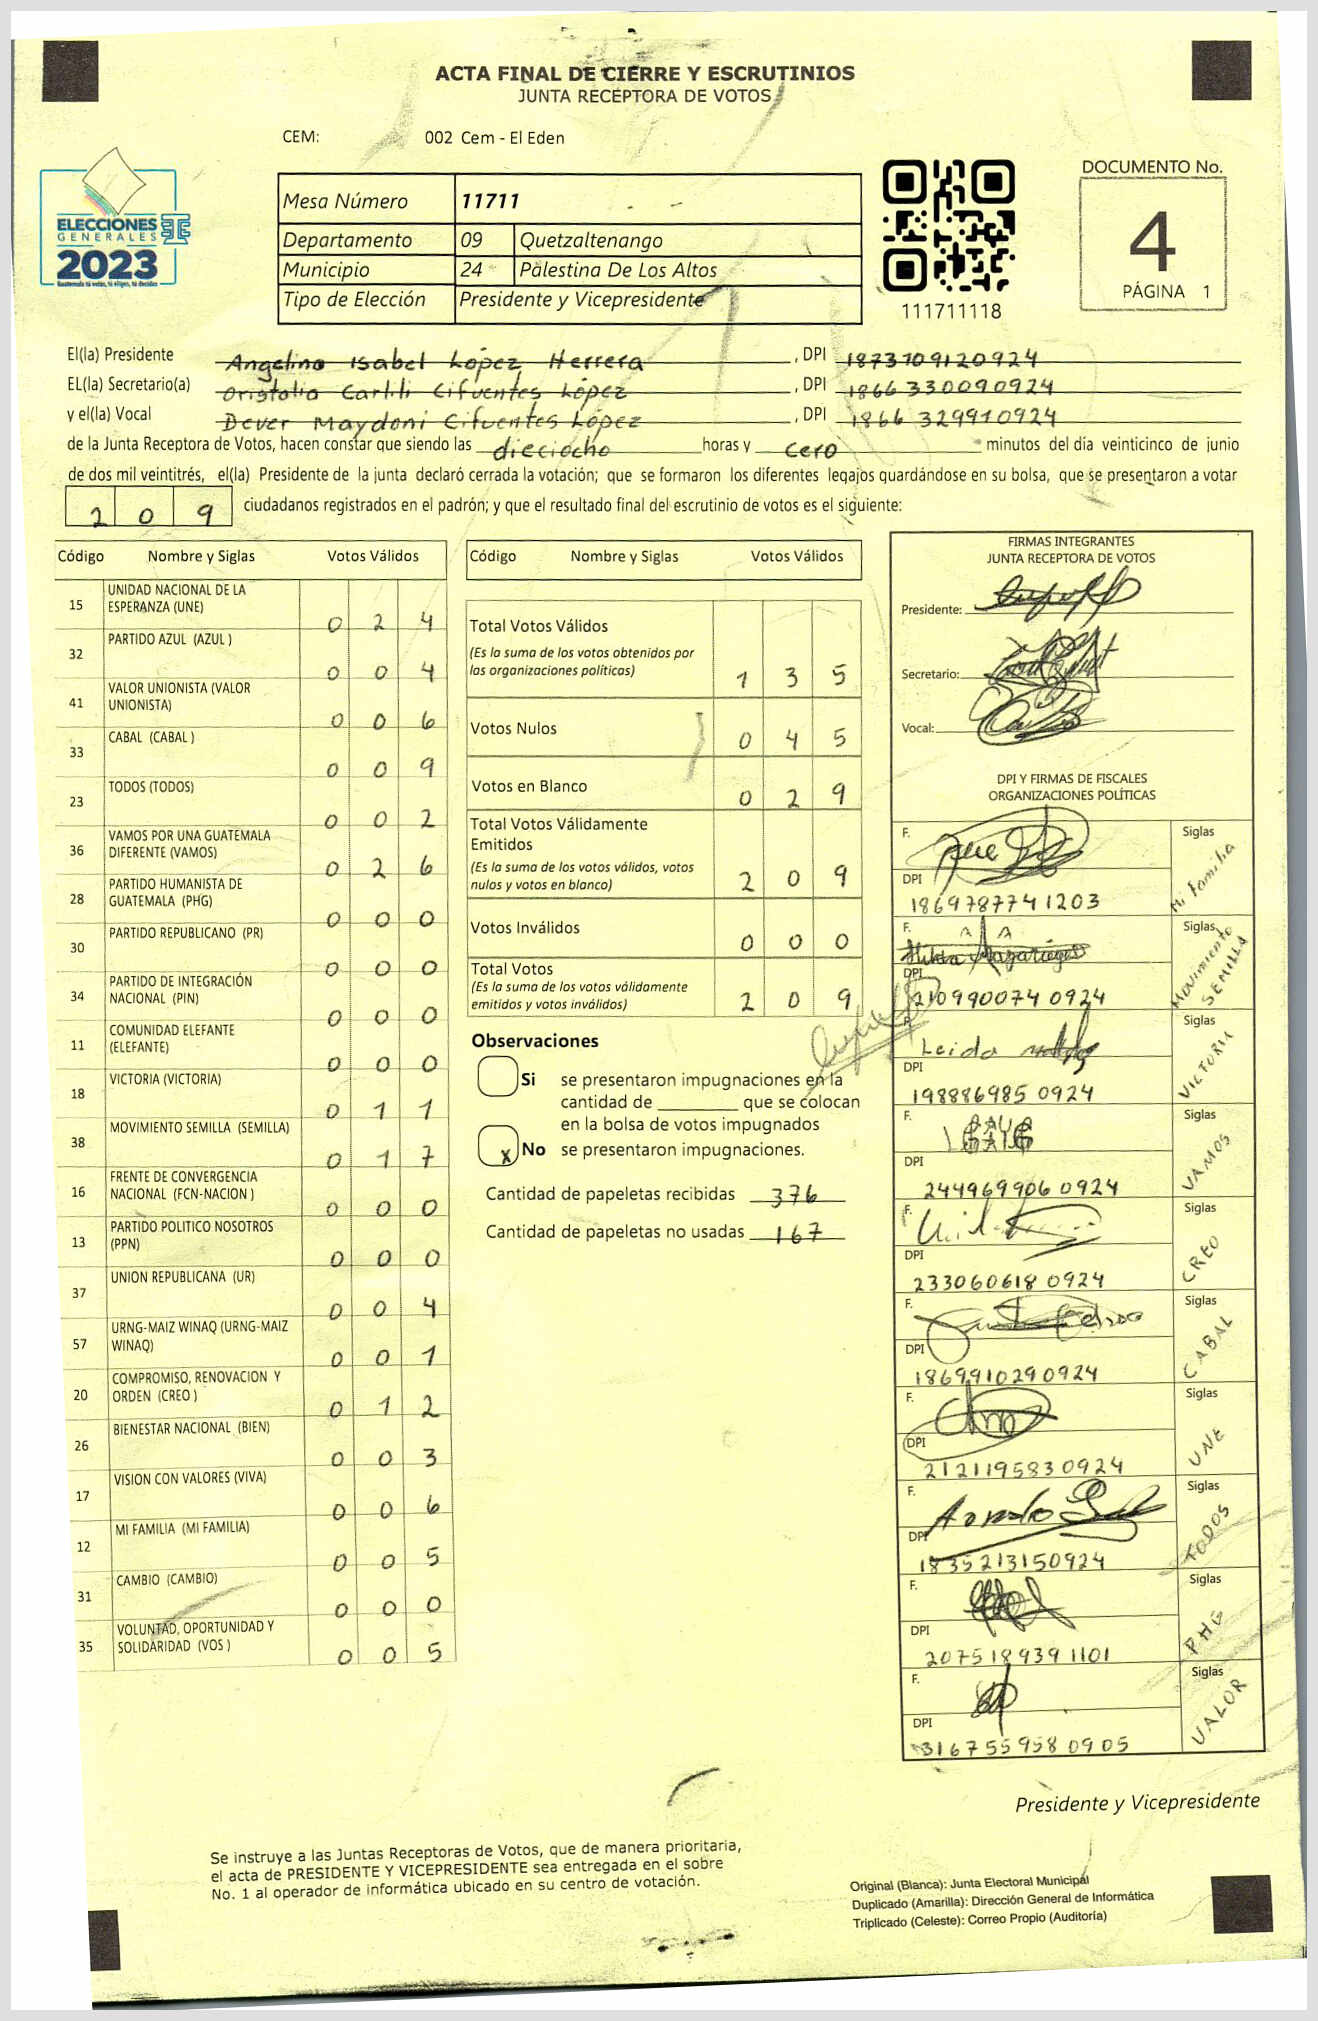 ACTA FINAL DE CIERRE Y ESCRUTINIOS
JUNTA RECEPTORA DE VOTOS
CEM: 002 Cem - El Eden
ELECCIONES
GENERALES
2023
Guatemala tú votas, tú eliges, tú decides
Mesa Número 11711
Departamento 09 Quetzaltenango
Municipio 24 Palestina De Los Altos
Tipo de Elección Presidente y Vicepresidente
111711118
DOCUMENTO No.
4
PÁGINA 1
El(la) Presidente Angelino Isabel López Herrera, DPI 1873109120924
EL(la) Secretario(a) Cifuentes López, DPI 1866330090924
y el(la) Vocal Dever Maydoni Cifuentes López, DPI 1866329910924
de la Junta Receptora de Votos, hacen constar que siendo las dieciocho horas y cero minutos del día veinticinco de junio
de dos mil veintitrés, el(la) Presidente de la junta declaró cerrada la votación; que se formaron los diferentes legajos guardándose en su bolsa, que se presentaron a votar
209 ciudadanos registrados en el padrón; y que el resultado final del escrutinio de votos es el siguiente:
Código Nombre y Siglas Votos Válidos
15 UNIDAD NACIONAL DE LA ESPERANZA (UNE) 0 2 4
32 PARTIDO AZUL (AZUL ) 0 0 4
41 VALOR UNIONISTA (VALOR UNIONISTA) 0 0 6
33 CABAL (CABAL ) 0 0 9
23 TODOS (TODOS) 0 0 2
36 VAMOS POR UNA GUATEMALA DIFERENTE (VAMOS) 0 2 6
28 PARTIDO HUMANISTA DE GUATEMALA (PHG) 0 0 0
30 PARTIDO REPUBLICANO (PR) 0 0 0
34 PARTIDO DE INTEGRACIÓN NACIONAL (PIN) 0 0 0
11 COMUNIDAD ELEFANTE (ELEFANTE) 0 0 0
18 VICTORIA (VICTORIA) 0 1 1
38 MOVIMIENTO SEMILLA (SEMILLA) 0 1 7
16 FRENTE DE CONVERGENCIA NACIONAL (FCN-NACION ) 0 0 0
13 PARTIDO POLITICO NOSOTROS (PPN) 0 0 0
37 UNION REPUBLICANA (UR) 0 0 4
57 URNG-MAIZ WINAQ (URNG-MAIZ WINAQ) 0 0 1
20 COMPROMISO, RENOVACION Y ORDEN (CREO ) 0 1 2
26 BIENESTAR NACIONAL (BIEN) 0 0 3
17 VISION CON VALORES (VIVA) 0 0 6
12 MI FAMILIA (MI FAMILIA) 0 0 5
31 CAMBIO (CAMBIO) 0 0 0
35 VOLUNTAD, OPORTUNIDAD Y SOLIDARIDAD (VOS ) 0 0 5
Código Nombre y Siglas Votos Válidos
Total Votos Válidos
(Es la suma de los votos obtenidos por
las organizaciones políticas) 1 3 5
Votos Nulos 0 4 5
Votos en Blanco 0 2 9
Total Votos Válidamente
Emitidos
(Es la suma de los votos válidos, votos
nulos y votos en blanco) 2 0 9
Votos Inválidos 0 0 0
Total Votos
(Es la suma de los votos válidamente
emitidos y votos inválidos) 2 0 9
Observaciones
Si se presentaron impugnaciones en la
cantidad de ________ que se colocan
en la bolsa de votos impugnados
x No se presentaron impugnaciones.
Cantidad de papeletas recibidas 376
Cantidad de papeletas no usadas 167
FIRMAS INTEGRANTES
JUNTA RECEPTORA DE VOTOS
Presidente:
Secretario:
Vocal:
DPI Y FIRMAS DE FISCALES
ORGANIZACIONES POLÍTICAS
F. Siglas Mi Familia
DPI 1869787741203
F. Siglas Movimiento SEMILLA
DPI 2109900740924
F. Leida Siglas VICTORIA
DPI 1988869850924
F. Siglas VAMOS
DPI 2449699060924
F. Siglas CREO
DPI 2330606180924
F. Siglas CABAL
DPI 1869910290924
F. Siglas UNE
DPI 2121195830924
F. Siglas TODOS
DPI 1835213150924
F. Siglas PHG
DPI 2075189391101
F. Siglas VALOR
DPI 3167559580905
Presidente y Vicepresidente
Se instruye a las Juntas Receptoras de Votos, que de manera prioritaria,
el acta de PRESIDENTE Y VICEPRESIDENTE sea entregada en el sobre
No. 1 al operador de informática ubicado en su centro de votación.
Original (Blanca): Junta Electoral Municipal
Duplicado (Amarilla): Dirección General de Informática
Triplicado (Celeste): Correo Propio (Auditoría)